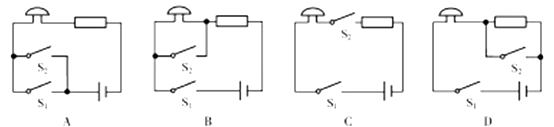 S₂ S₂ S₂ S₂
S₁ S₁ S₁ S₁
A B C D